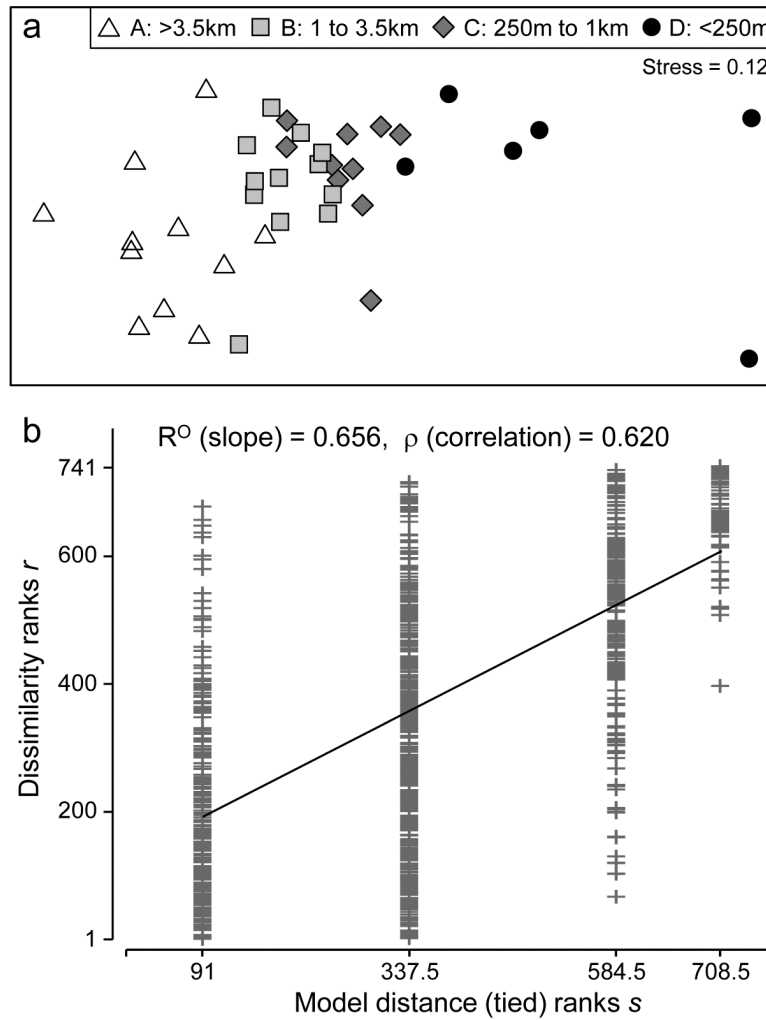 a
A: >3.5km B: 1 to 3.5km C: 250m to 1km D: <250m
Stress = 0.12
b
Rᴼ (slope) = 0.656, ρ (correlation) = 0.620
741
600
400
200
1
Dissimilarity ranks r
91 337.5 584.5 708.5
Model distance (tied) ranks s